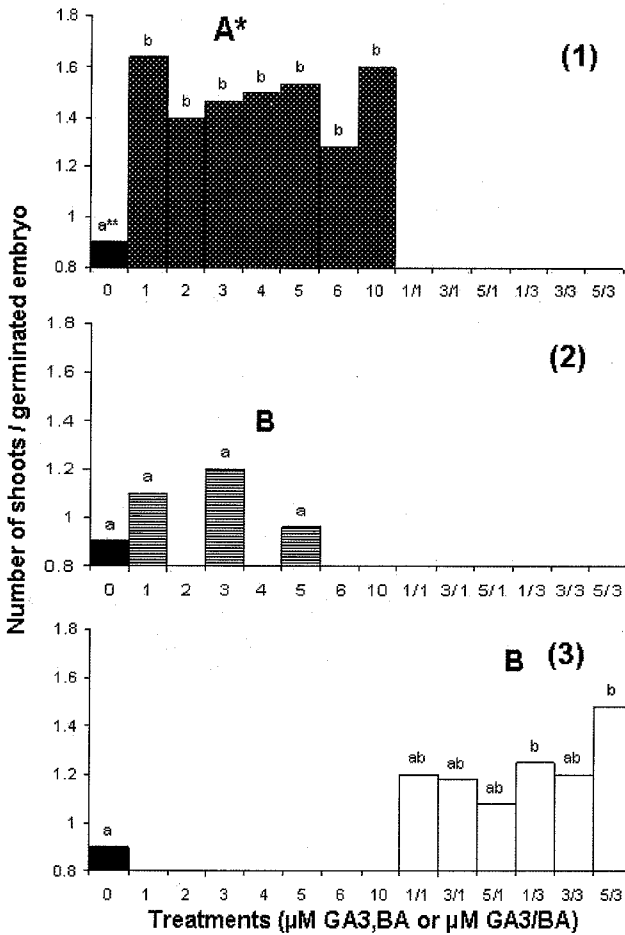 Number of shoots / germinated embryo
A*
(1)
1.8
1.6
1.4
1.2
1
0.8
a**
b
b
b
b
b
b
b
0 1 2 3 4 5 6 10 1/1 3/1 5/1 1/3 3/3 5/3
(2)
B
1.8
1.6
1.4
1.2
1
0.8
a
a
a
a
0 1 2 3 4 5 6 10 1/1 3/1 5/1 1/3 3/3 5/3
B (3)
1.8
1.6
1.4
1.2
1
0.8
a
ab
ab
ab
b
ab
b
0 1 2 3 4 5 6 10 1/1 3/1 5/1 1/3 3/3 5/3
Treatments (µM GA3,BA or µM GA3/BA)